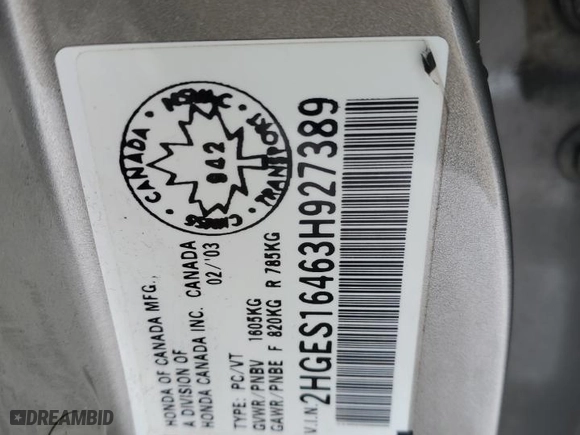 HONDA OF CANADA MFG.,
A DIVISION OF
HONDA CANADA INC. CANADA
02/'03
TYPE: PC/VT
GVWR/PNBV 1605KG
GAWR/PNBE F 820KG R 785KG
V.I.N. 2HGES16463H927389
CANADA
TRANSPORT
842
DREAMBID